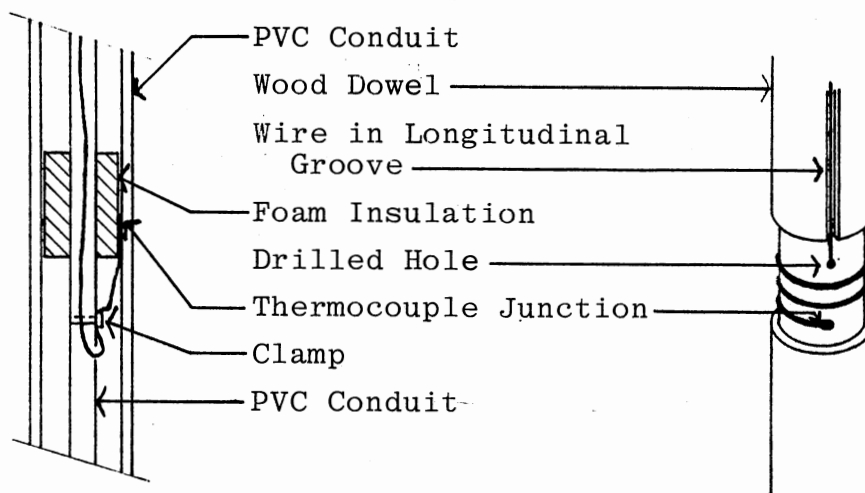 PVC Conduit
Wood Dowel
Wire in Longitudinal
Groove
Foam Insulation
Drilled Hole
Thermocouple Junction
Clamp
PVC Conduit